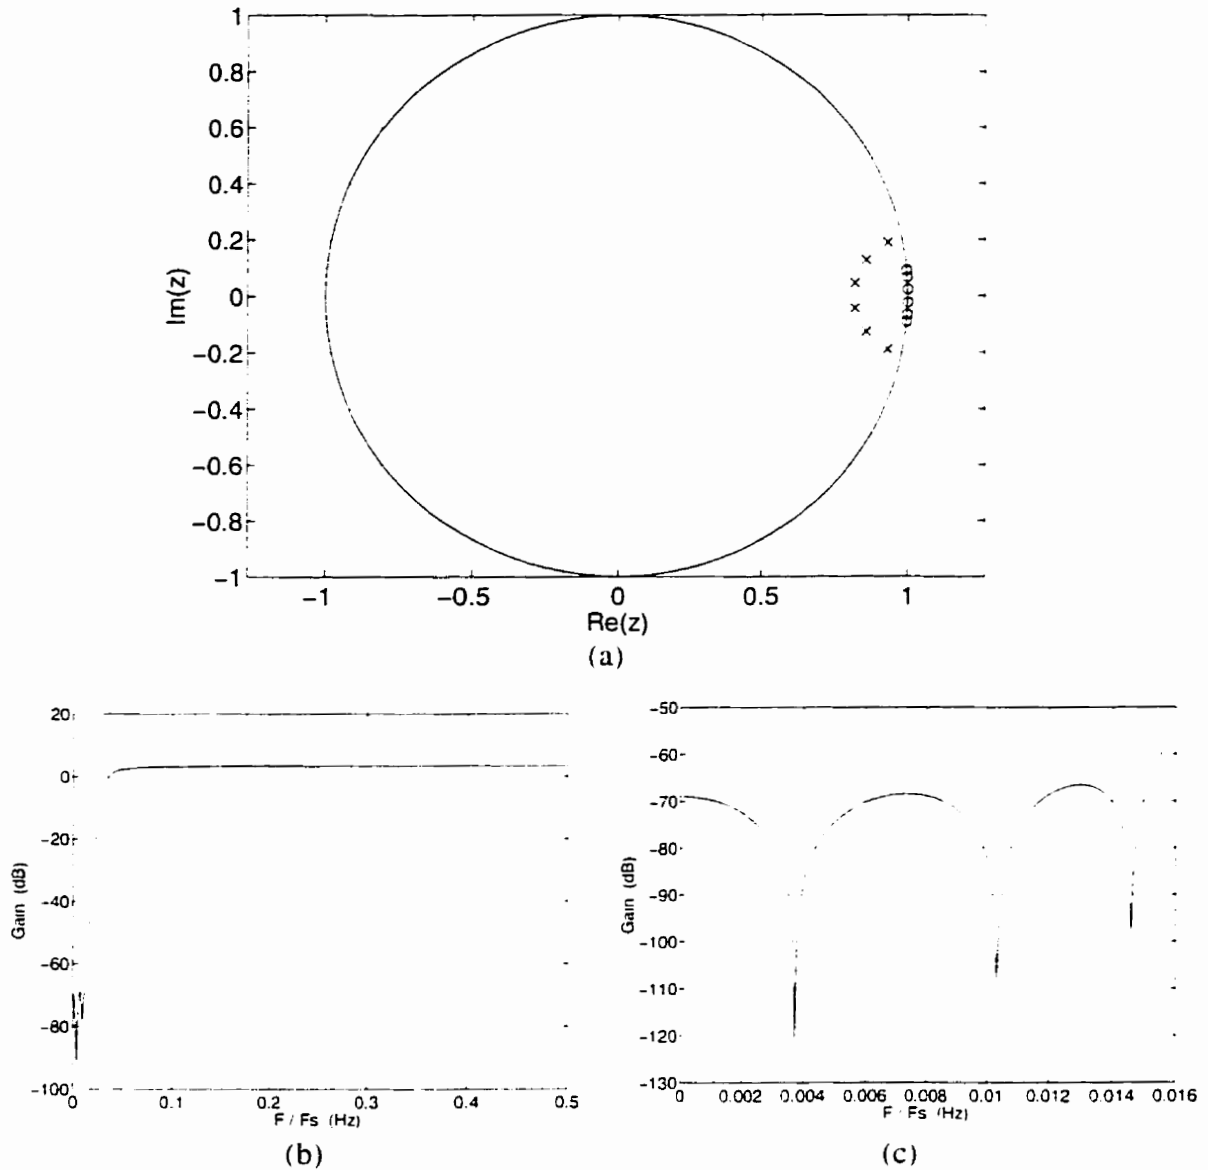 1
0.8
0.6
0.4
0.2
0
−0.2
−0.4
−0.6
−0.8
−1
Im(z)
−1 −0.5 0 0.5 1
Re(z)
(a)
20
0
−20
−40
−60
−80
−100
Gain (dB)
0 0.1 0.2 0.3 0.4 0.5
F / Fs (Hz)
(b)
−50
−60
−70
−80
−90
−100
−110
−120
−130
Gain (dB)
0 0.002 0.004 0.006 0.008 0.01 0.012 0.014 0.016
F Fs (Hz)
(c)